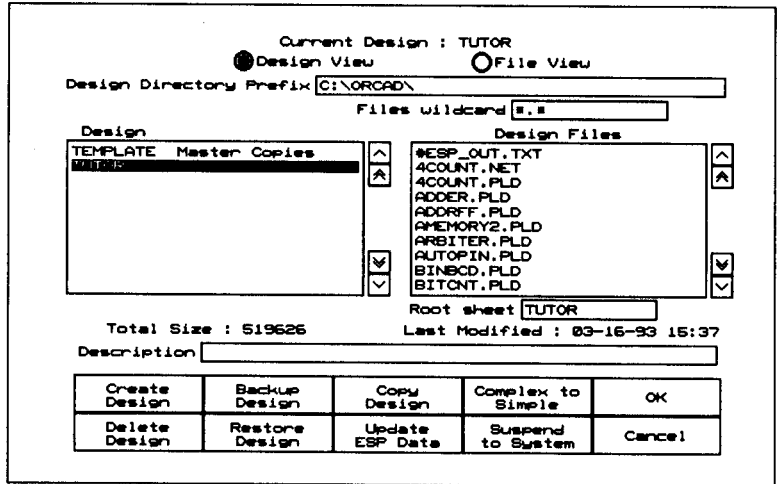 Current Design : TUTOR
Design View File View
Design Directory Prefix C:\ORCAD\
Files wildcard *.*
Design
TEMPLATE Master Copies
Design Files
#ESP_OUT.TXT
4COUNT.NET
4COUNT.PLD
ADDER.PLD
ADDRFF.PLD
AMEMORY2.PLD
ARBITER.PLD
AUTOPIN.PLD
BINBCD.PLD
BITCNT.PLD
Root sheet TUTOR
Total Size : 519626 Last Modified : 03-16-93 15:37
Description
Create Design
Backup Design
Copy Design
Complex to Simple
OK
Delete Design
Restore Design
Update ESP Data
Suspend to System
Cancel